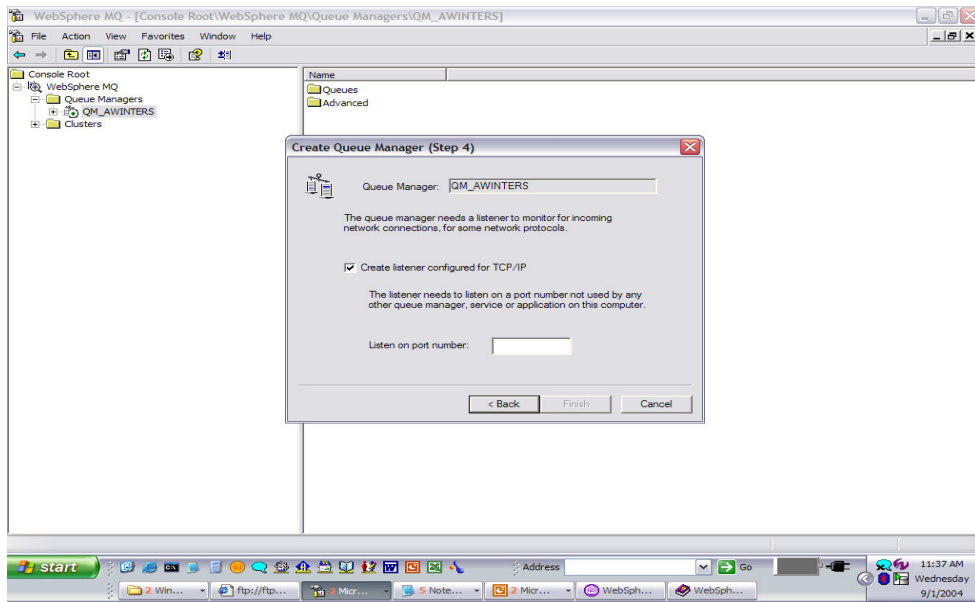 WebSphere MQ - [Console Root\WebSphere MQ\Queue Managers\QM_AWINTERS]
File Action View Favorites Window Help
Console Root
WebSphere MQ
Queue Managers
QM_AWINTERS
Clusters
Name
Queues
Advanced
Create Queue Manager (Step 4)
Queue Manager: QM_AWINTERS
The queue manager needs a listener to monitor for incoming
network connections, for some network protocols.
Create listener configured for TCP/IP
The listener needs to listen on a port number not used by any
other queue manager, service or application on this computer.
Listen on port number:
< Back Finish Cancel
start Address Go 11:37 AM
Wednesday
2 Win... ftp://ftp... 2 Micr... 5 Note... 2 Micr... WebSph... WebSph...
9/1/2004